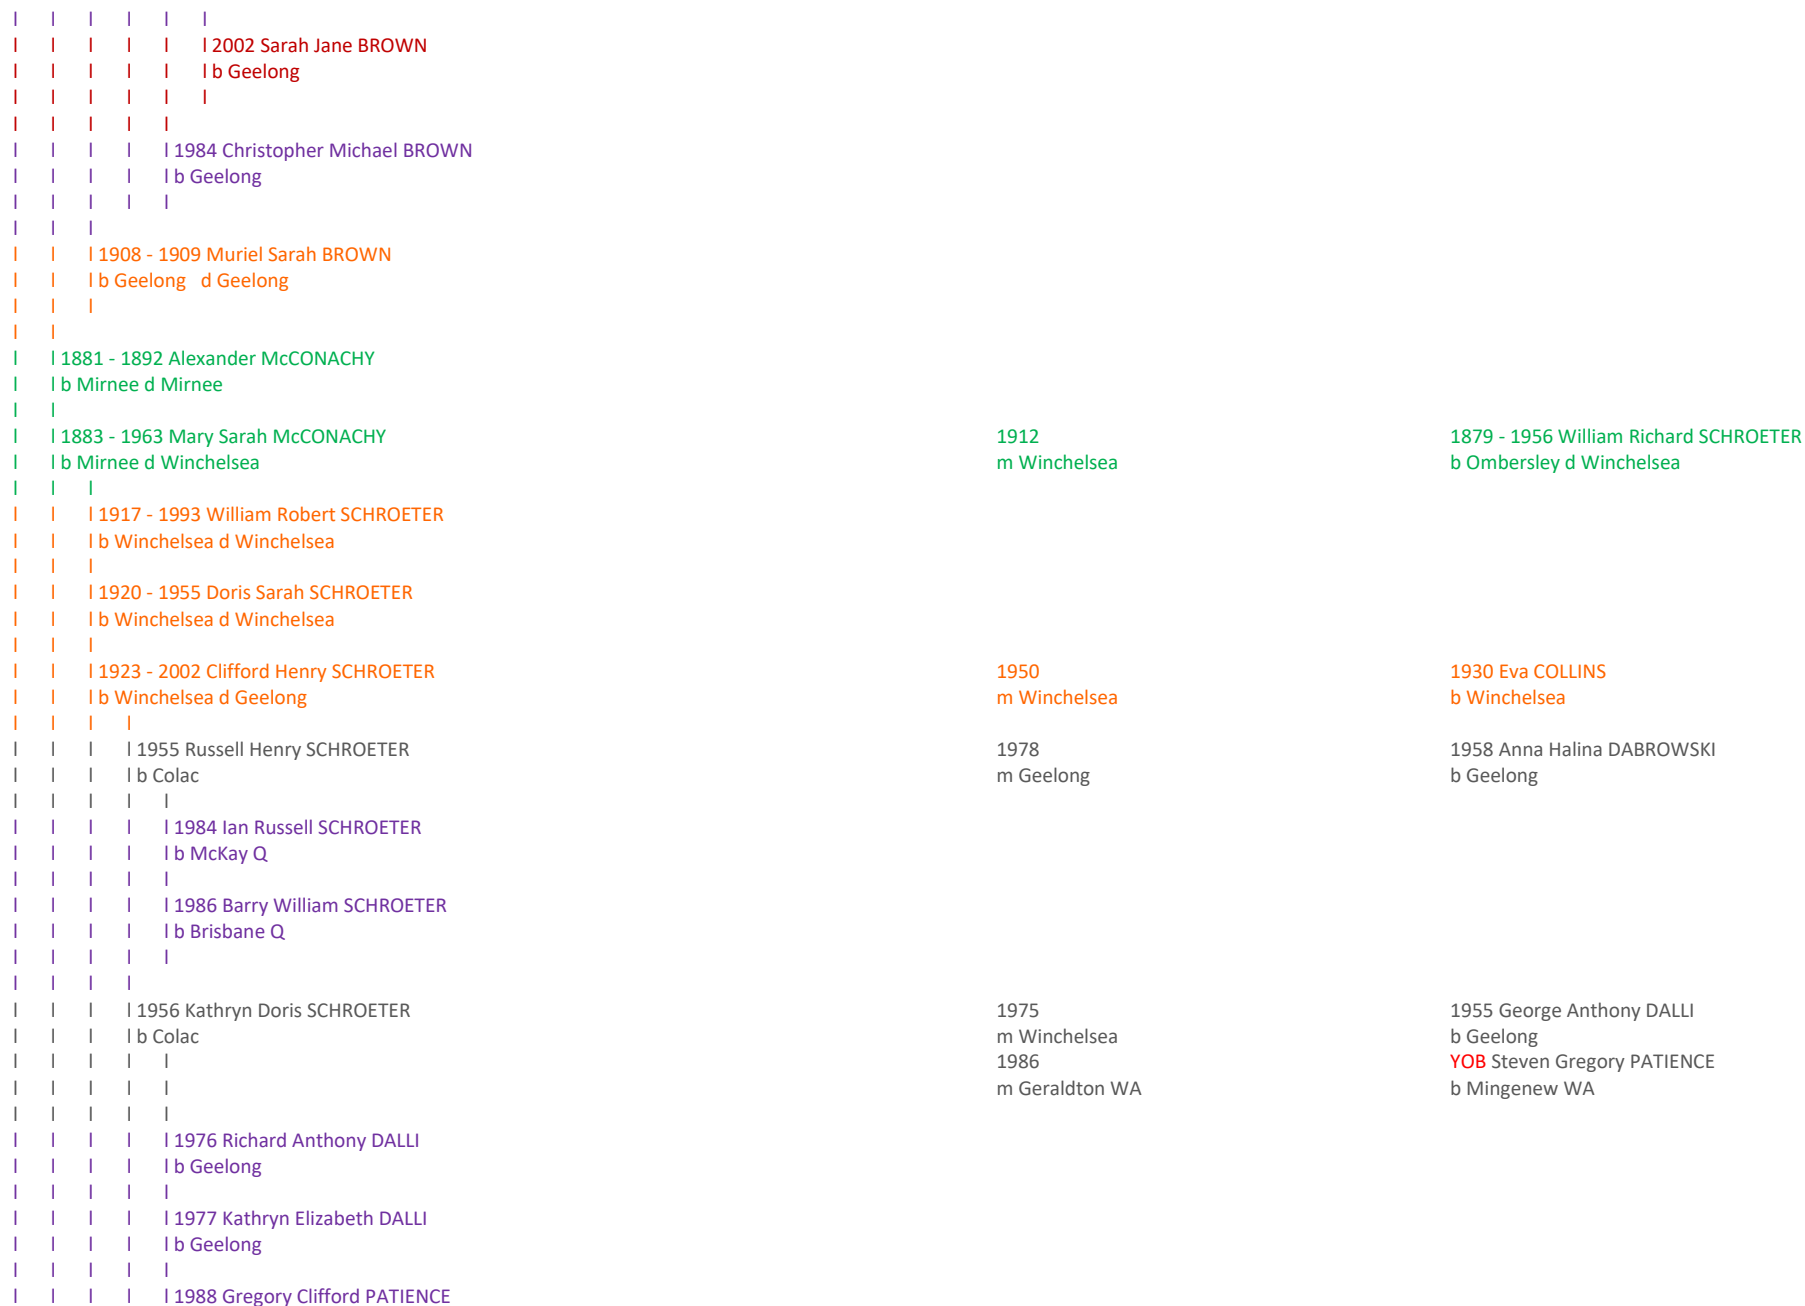 2002 Sarah Jane BROWN
b Geelong
1984 Christopher Michael BROWN
b Geelong
1908 - 1909 Muriel Sarah BROWN
b Geelong   d Geelong
1881 - 1892 Alexander McCONACHY
b Mirnee d Mirnee
1883 - 1963 Mary Sarah McCONACHY 1912 1879 - 1956 William Richard SCHROETER
b Mirnee d Winchelsea m Winchelsea b Ombersley d Winchelsea
1917 - 1993 William Robert SCHROETER
b Winchelsea d Winchelsea
1920 - 1955 Doris Sarah SCHROETER
b Winchelsea d Winchelsea
1923 - 2002 Clifford Henry SCHROETER 1950 1930 Eva COLLINS
b Winchelsea d Geelong m Winchelsea b Winchelsea
1955 Russell Henry SCHROETER 1978 1958 Anna Halina DABROWSKI
b Colac m Geelong b Geelong
1984 Ian Russell SCHROETER
b McKay Q
1986 Barry William SCHROETER
b Brisbane Q
1956 Kathryn Doris SCHROETER 1975 1955 George Anthony DALLI
b Colac m Winchelsea b Geelong
1986 YOB Steven Gregory PATIENCE
m Geraldton WA b Mingenew WA
1976 Richard Anthony DALLI
b Geelong
1977 Kathryn Elizabeth DALLI
b Geelong
1988 Gregory Clifford PATIENCE